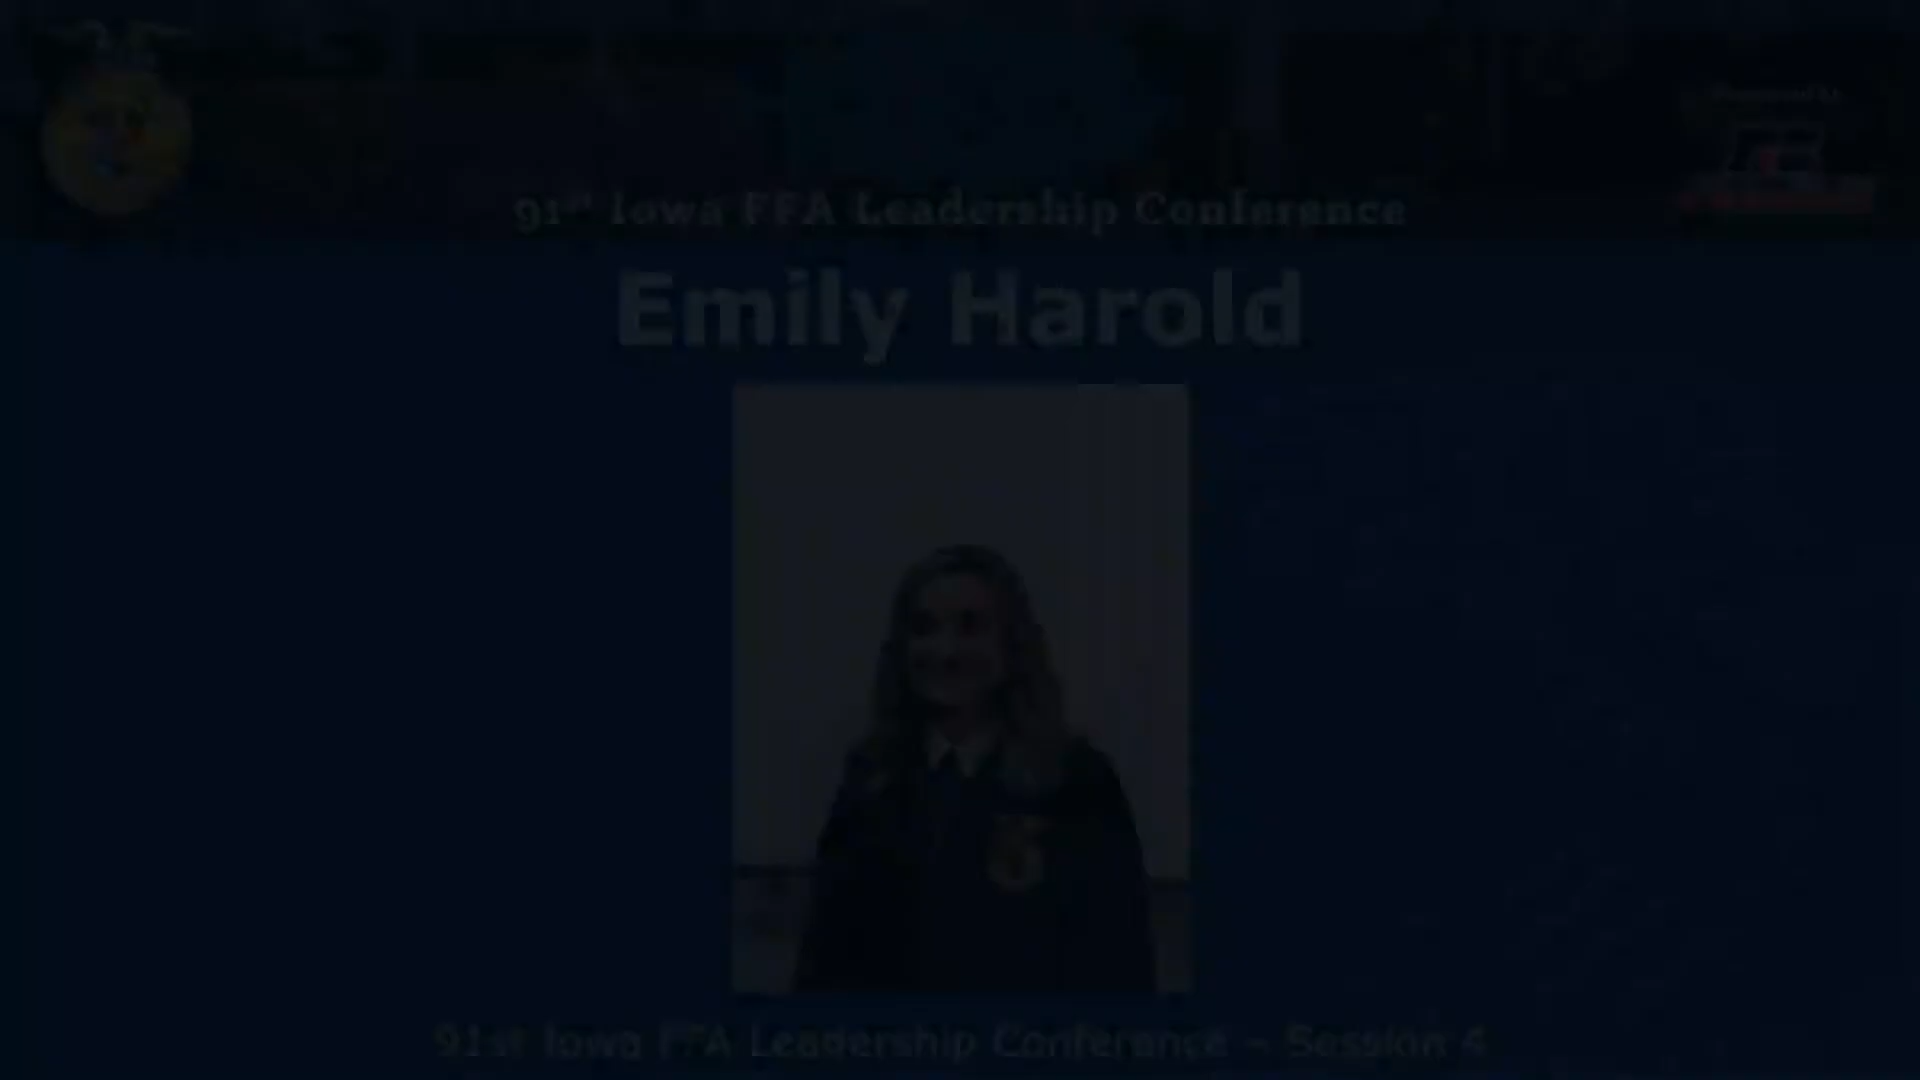 91st Iowa FFA Leadership Conference
Emily Harold
91st Iowa FFA Leadership Conference – Session 4